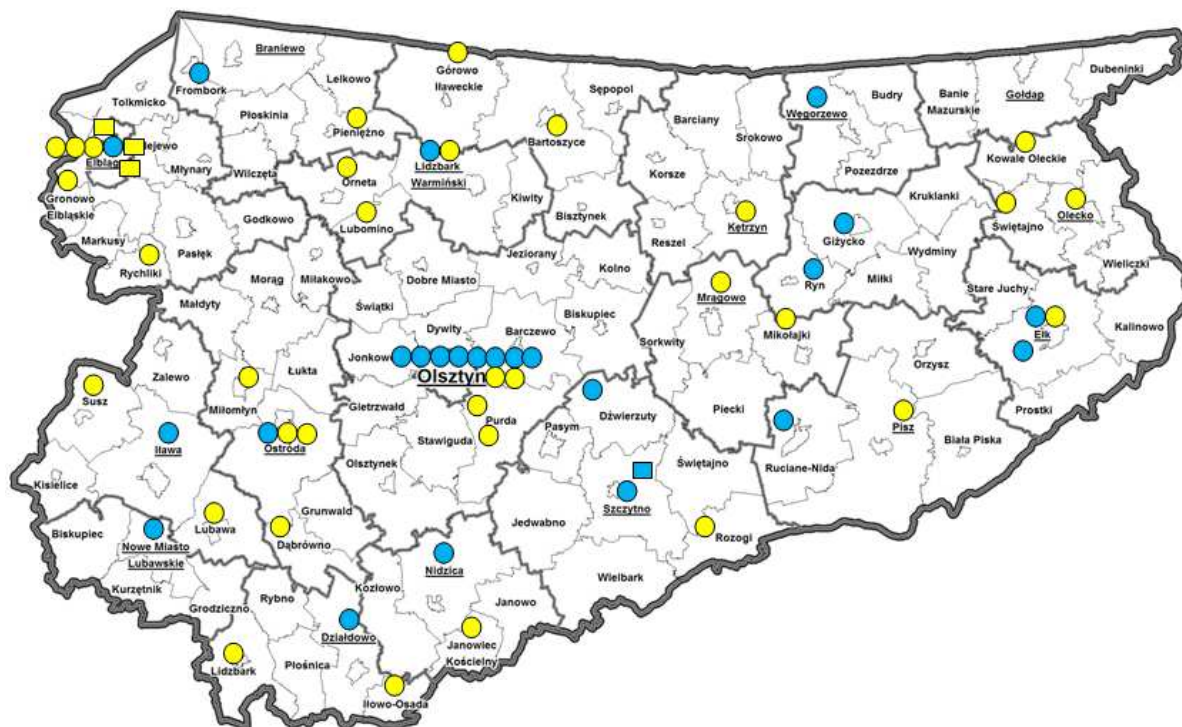 Braniewo
Frombork
Lelkowo
Górowo
Iławeckie
Sępopol
Dubeninki
Gołdap
Banie
Mazurskie
Budry
Węgorzewo
Tolkmicko
Płoskinia
Pieniężno
Bartoszyce
Barciany
Srokowo
Elbląg
Młynary
Wilczęta
Orneta
Lidzbark
Warmiński
Kiwity
Korsze
Pozezdrze
Kowale Oleckie
Gronowo
Elbląskie
Godkowo
Lubomino
Bisztynek
Kętrzyn
Kruklanki
Świętajno
Olecko
Markusy
Pasłęk
Rychliki
Reszel
Giżycko
Wydminy
Wieliczki
Morąg
Miłakowo
Dobre Miasto
Jeziorany
Kolno
Ryn
Miłki
Stare Juchy
Małdyty
Świątki
Mrągowo
Mikołajki
Ełk
Kalinowo
Dywity
Barczewo
Biskupiec
Sorkwity
Jonkowo
Olsztyn
Orzysz
Zalewo
Łukta
Susz
Miłomłyn
Gietrzwałd
Purda
Dźwierzuty
Piecki
Prostki
Iława
Ostróda
Stawiguda
Pasym
Pisz
Biała Piska
Olsztynek
Świętajno
Ruciane-Nida
Kisielice
Szczytno
Grunwald
Lubawa
Dąbrówno
Jedwabno
Rozogi
Biskupiec
Nowe Miasto
Lubawskie
Nidzica
Wielbark
Kurzętnik
Kozłowo
Grodziczno
Rybno
Janowo
Działdowo
Janowiec
Kościelny
Lidzbark
Płośnica
Iłowo-Osada